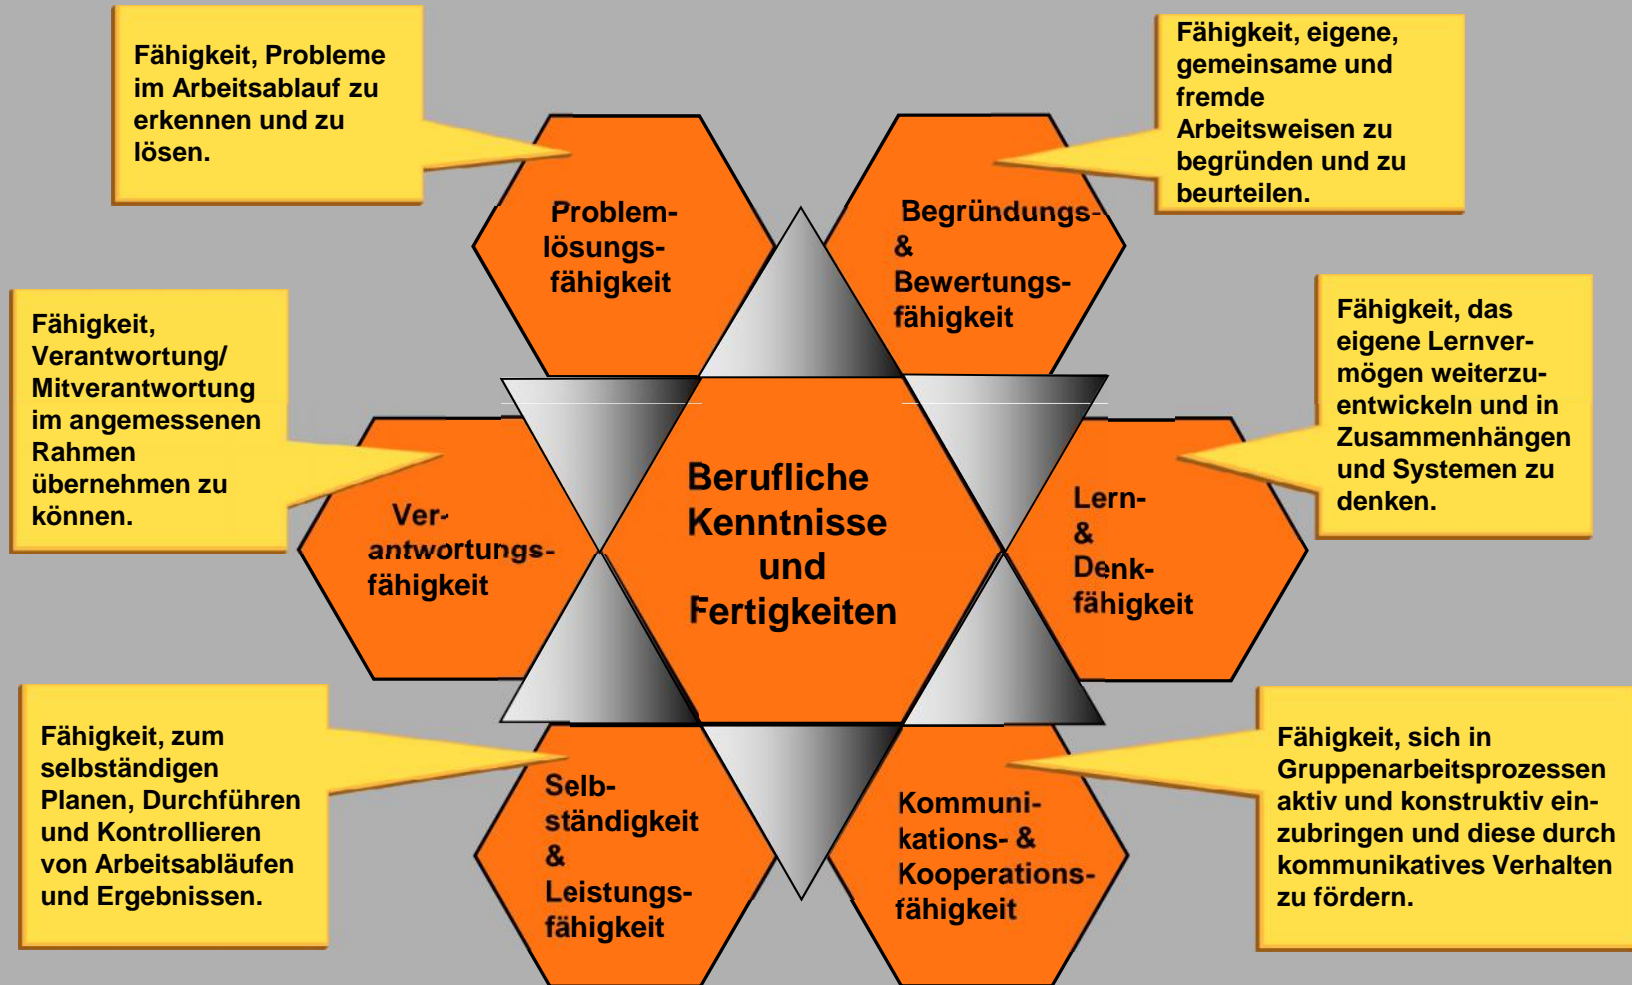 Fähigkeit, Probleme
im Arbeitsablauf zu
erkennen und zu
lösen.
Fähigkeit, eigene,
gemeinsame und
fremde
Arbeitsweisen zu
begründen und zu
beurteilen.
Problem-
lösungs-
fähigkeit
Begründungs-
&
Bewertungs-
fähigkeit
Fähigkeit,
Verantwortung/
Mitverantwortung
im angemessenen
Rahmen
übernehmen zu
können.
Fähigkeit, das
eigene Lernver-
mögen weiterzu-
entwickeln und in
Zusammenhängen
und Systemen zu
denken.
Ver-
antwortungs-
fähigkeit
Berufliche
Kenntnisse
und
Fertigkeiten
Lern-
&
Denk-
fähigkeit
Fähigkeit, zum
selbständigen
Planen, Durchführen
und Kontrollieren
von Arbeitsabläufen
und Ergebnissen.
Selb-
ständigkeit
&
Leistungs-
fähigkeit
Kommuni-
kations- &
Kooperations-
fähigkeit
Fähigkeit, sich in
Gruppenarbeitsprozessen
aktiv und konstruktiv ein-
zubringen und diese durch
kommunikatives Verhalten
zu fördern.